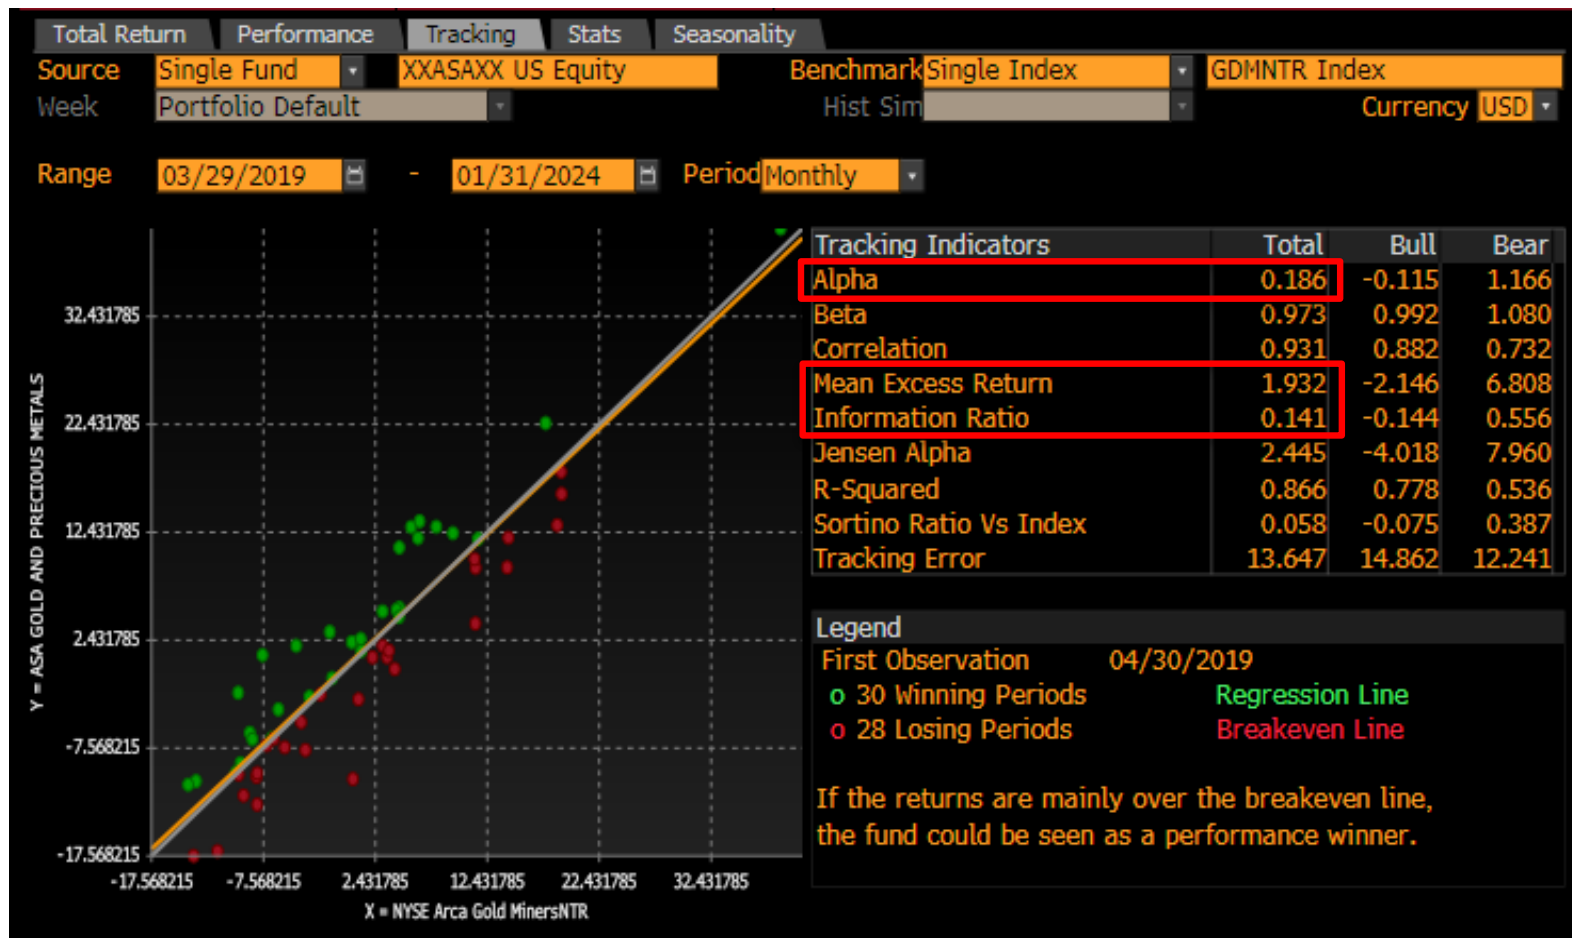 Total Return Performance Tracking Stats Seasonality
Source Single Fund XXASAXX US Equity Benchmark Single Index GDMNTR Index
Week Portfolio Default Hist Sim Currency USD
Range 03/29/2019 - 01/31/2024 Period Monthly
Tracking Indicators Total Bull Bear
Alpha 0.186 -0.115 1.166
Beta 0.973 0.992 1.080
Correlation 0.931 0.882 0.732
Mean Excess Return 1.932 -2.146 6.808
Information Ratio 0.141 -0.144 0.556
Jensen Alpha 2.445 -4.018 7.960
R-Squared 0.866 0.778 0.536
Sortino Ratio Vs Index 0.058 -0.075 0.387
Tracking Error 13.647 14.862 12.241
Legend
First Observation 04/30/2019
o 30 Winning Periods Regression Line
o 28 Losing Periods Breakeven Line
If the returns are mainly over the breakeven line,
the fund could be seen as a performance winner.
Y = ASA GOLD AND PRECIOUS METALS
32.431785
22.431785
12.431785
2.431785
-7.568215
-17.568215
-17.568215 -7.568215 2.431785 12.431785 22.431785 32.431785
X = NYSE Arca Gold MinersNTR